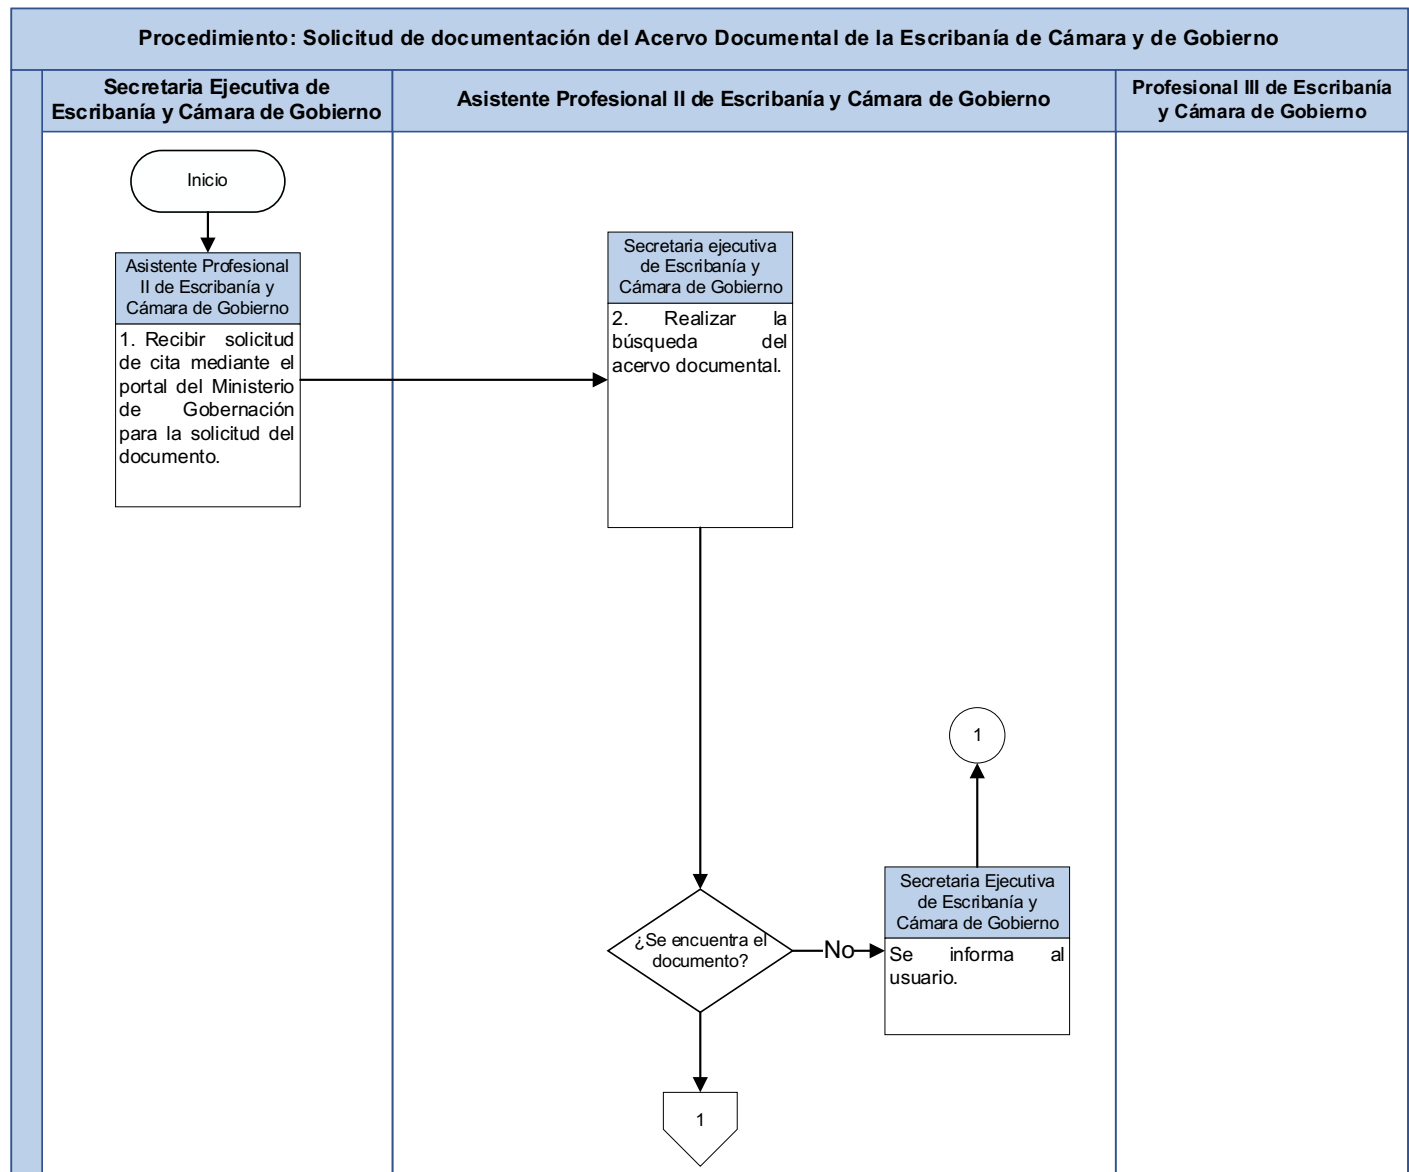 Procedimiento: Solicitud de documentación del Acervo Documental de la Escribanía de Cámara y de Gobierno
Secretaria Ejecutiva de
Escribanía y Cámara de Gobierno
Asistente Profesional II de Escribanía y Cámara de Gobierno
Profesional III de Escribanía
y Cámara de Gobierno
Inicio
Asistente Profesional
II de Escribanía y
Cámara de Gobierno
1. Recibir solicitud
de cita mediante el
portal del Ministerio
de Gobernación
para la solicitud del
documento.
Secretaria ejecutiva
de Escribanía y
Cámara de Gobierno
2. Realizar la
búsqueda del
acervo documental.
¿Se encuentra el
documento?
No
Secretaria Ejecutiva
de Escribanía y
Cámara de Gobierno
Se informa al
usuario.
1
1